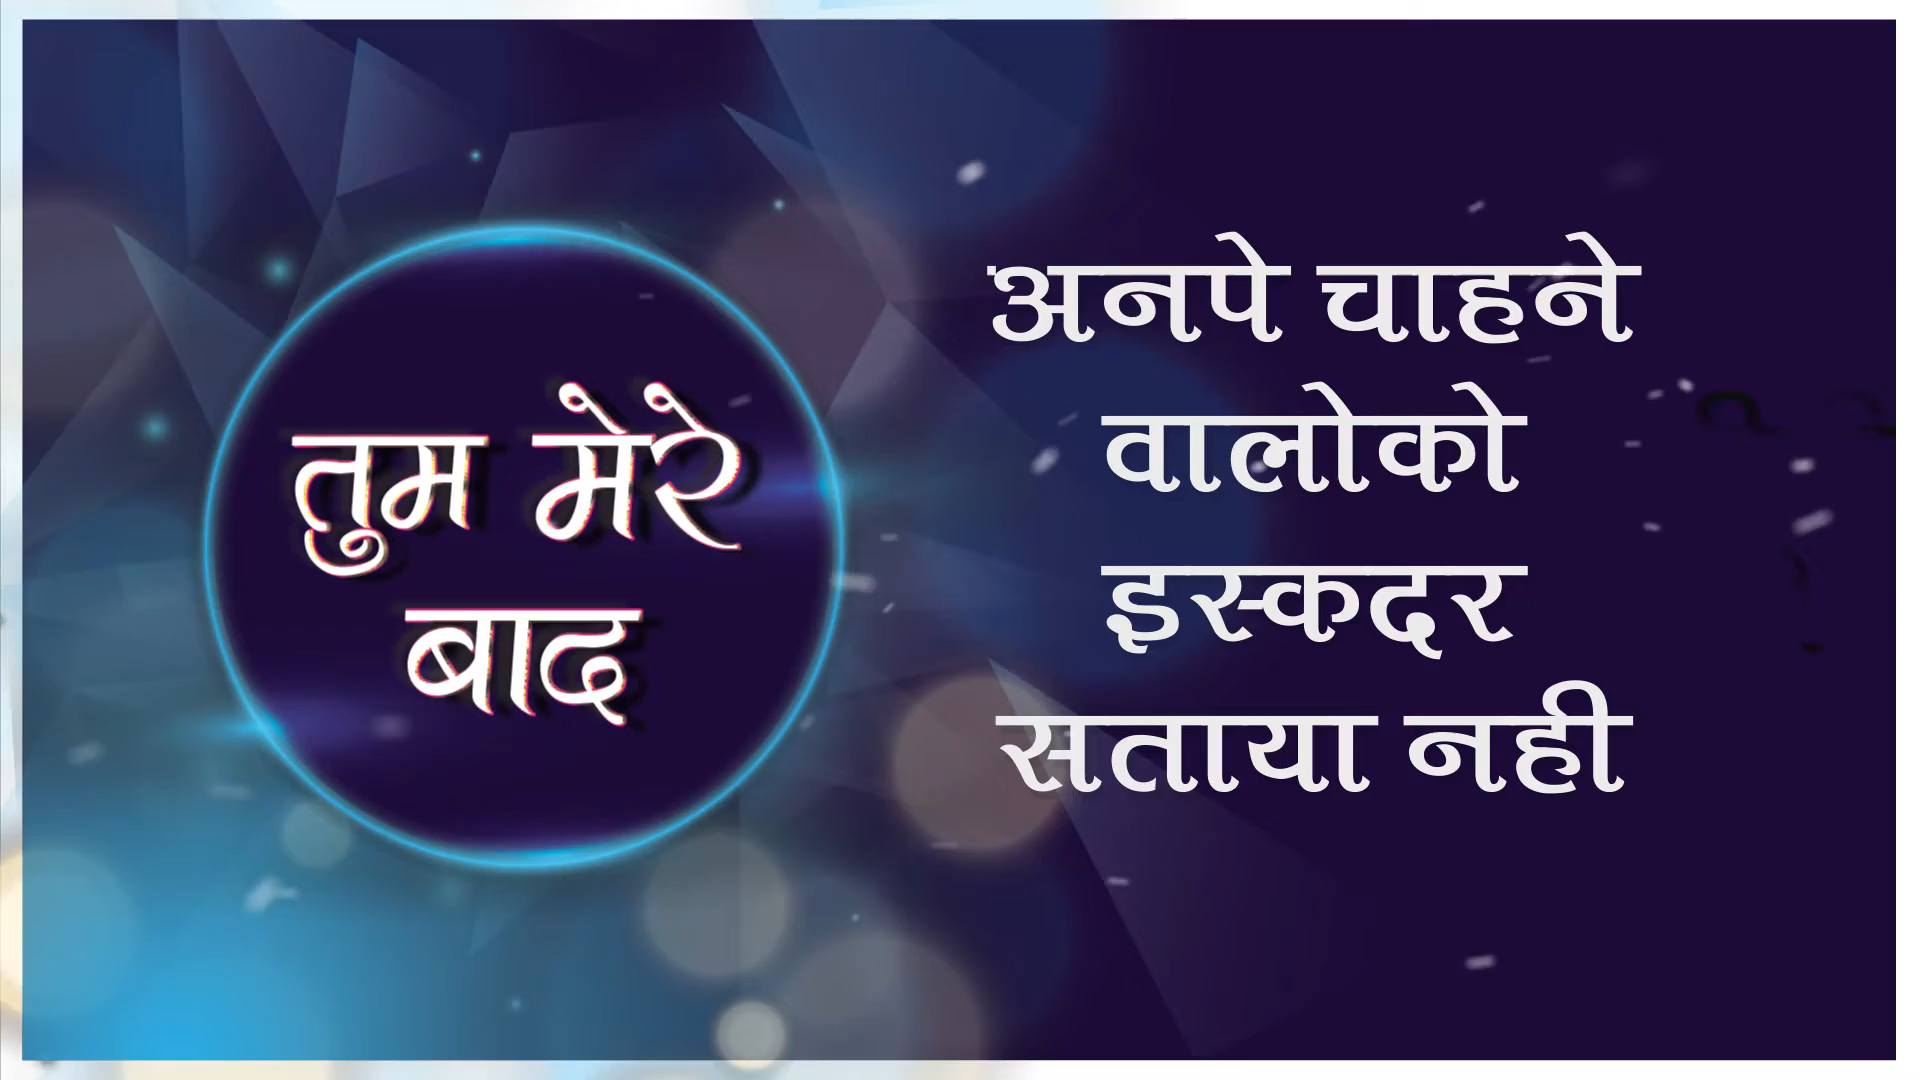 तुम मेरे
बाद
अनपे चाहने
वालोको
इस्कदर
सताया नही